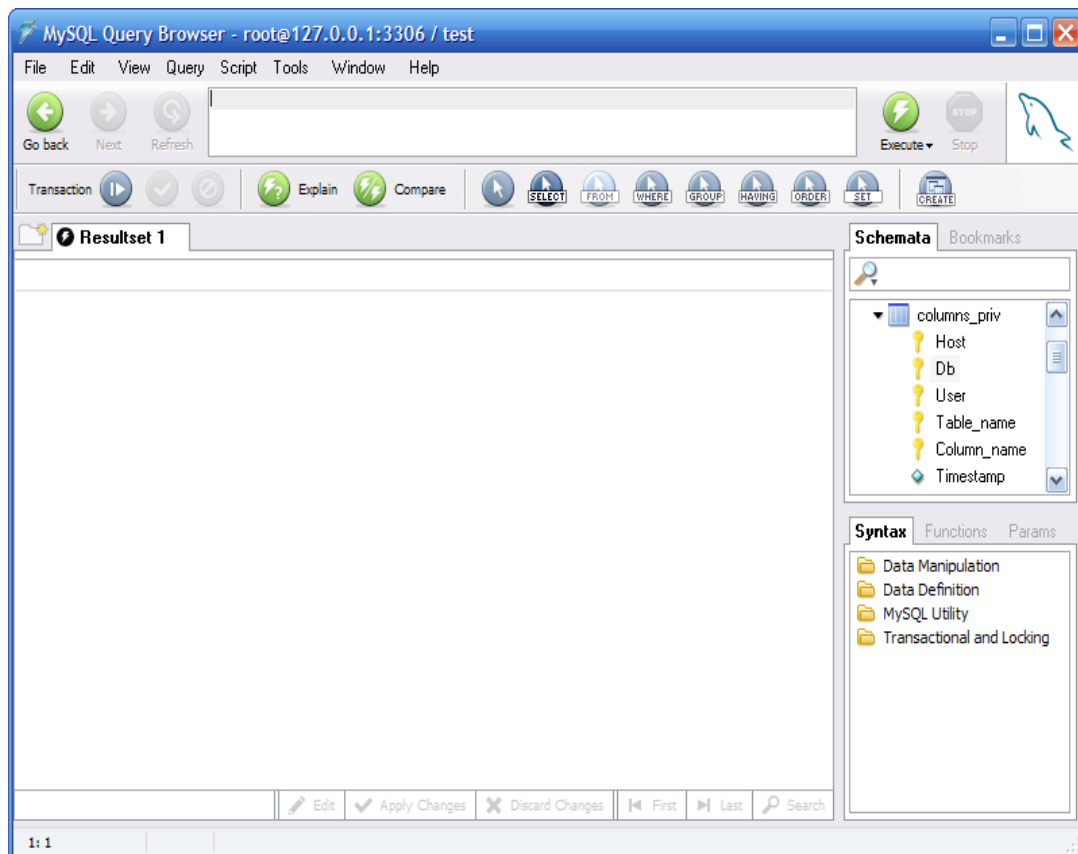 MySQL Query Browser - root@127.0.0.1:3306 / test
File Edit View Query Script Tools Window Help
Go back Next Refresh Execute STOP Stop
Transaction Explain Compare SELECT FROM WHERE GROUP HAVING ORDER SET CREATE
Resultset 1
Schemata Bookmarks
columns_priv
Host
Db
User
Table_name
Column_name
Timestamp
Syntax Functions Params
Data Manipulation
Data Definition
MySQL Utility
Transactional and Locking
Edit Apply Changes Discard Changes First Last Search
1: 1